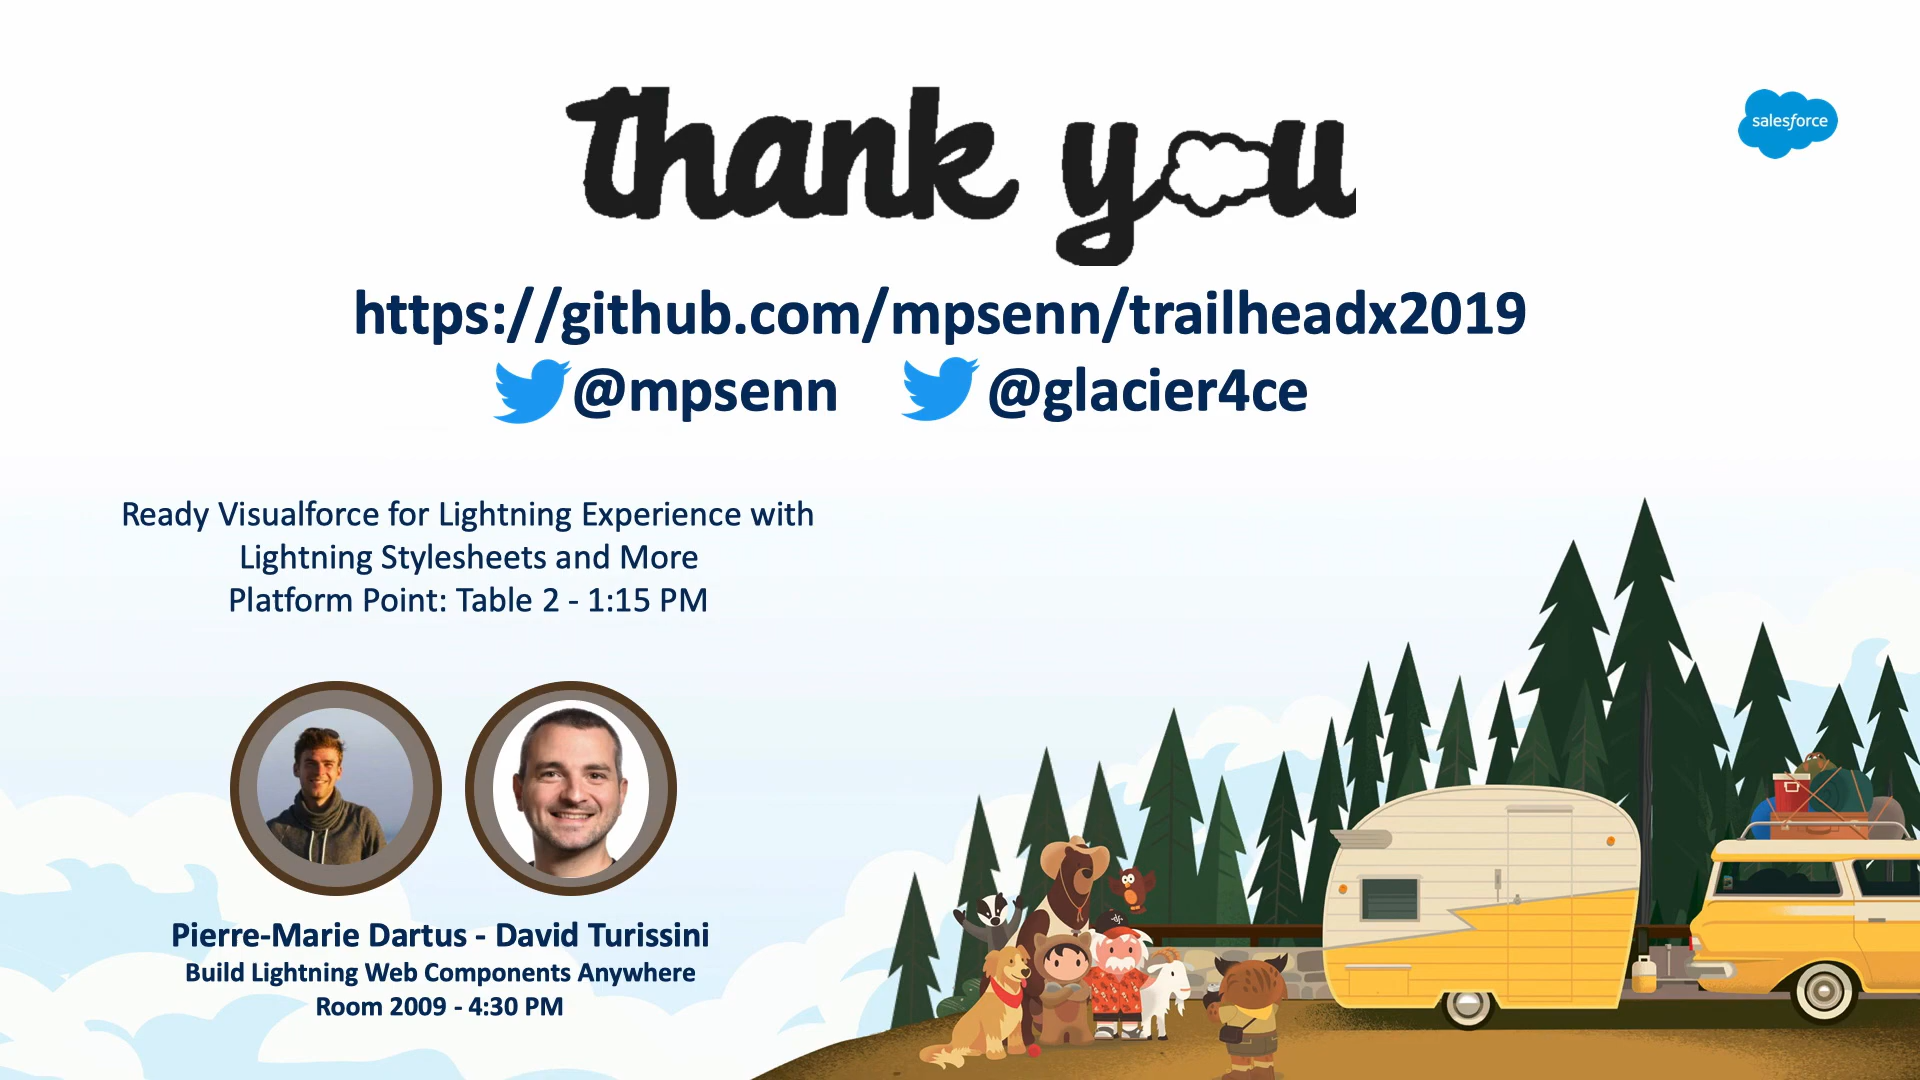 thank you
salesforce
https://github.com/mpsenn/trailheadx2019
@mpsenn @glacier4ce
Ready Visualforce for Lightning Experience with
Lightning Stylesheets and More
Platform Point: Table 2 - 1:15 PM
Pierre-Marie Dartus - David Turissini
Build Lightning Web Components Anywhere
Room 2009 - 4:30 PM